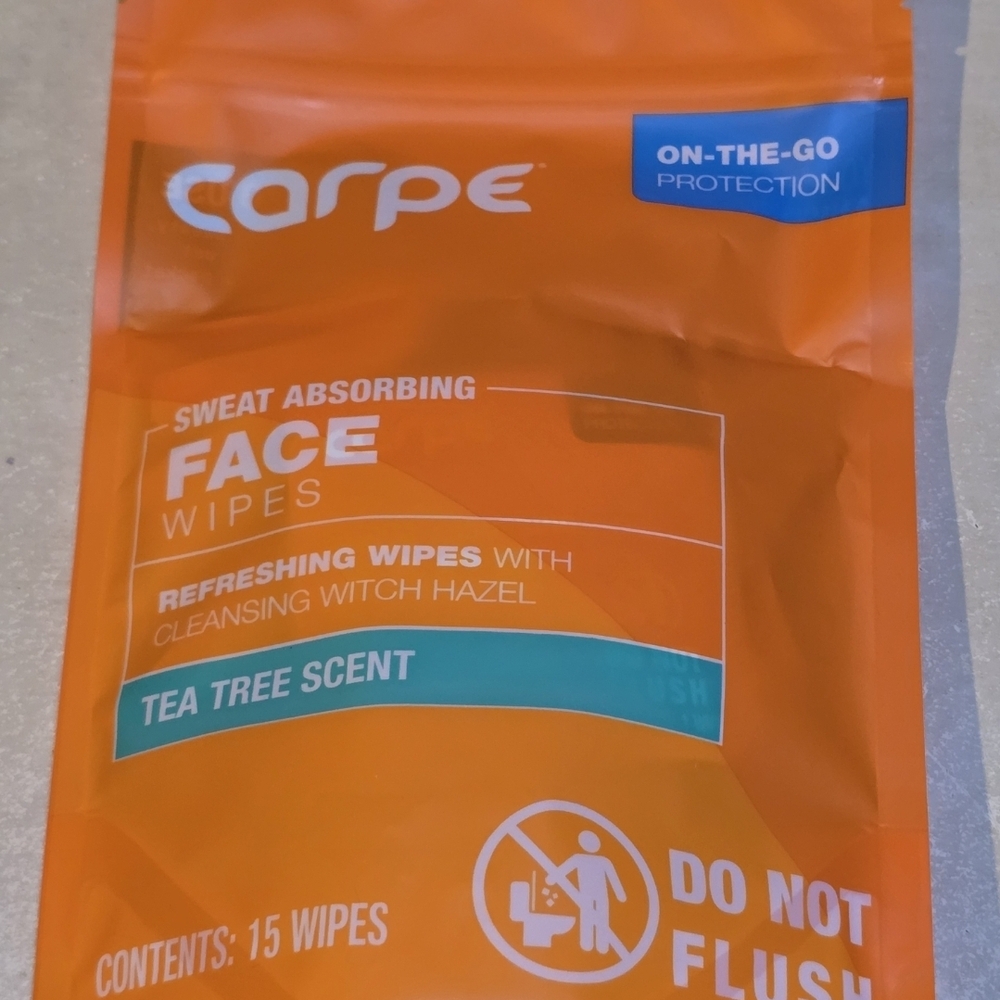 carpe
ON-THE-GO
PROTECTION
SWEAT ABSORBING
FACE
WIPES
REFRESHING WIPES WITH
CLEANSING WITCH HAZEL
TEA TREE SCENT
CONTENTS: 15 WIPES
DO NOT
FLUSH